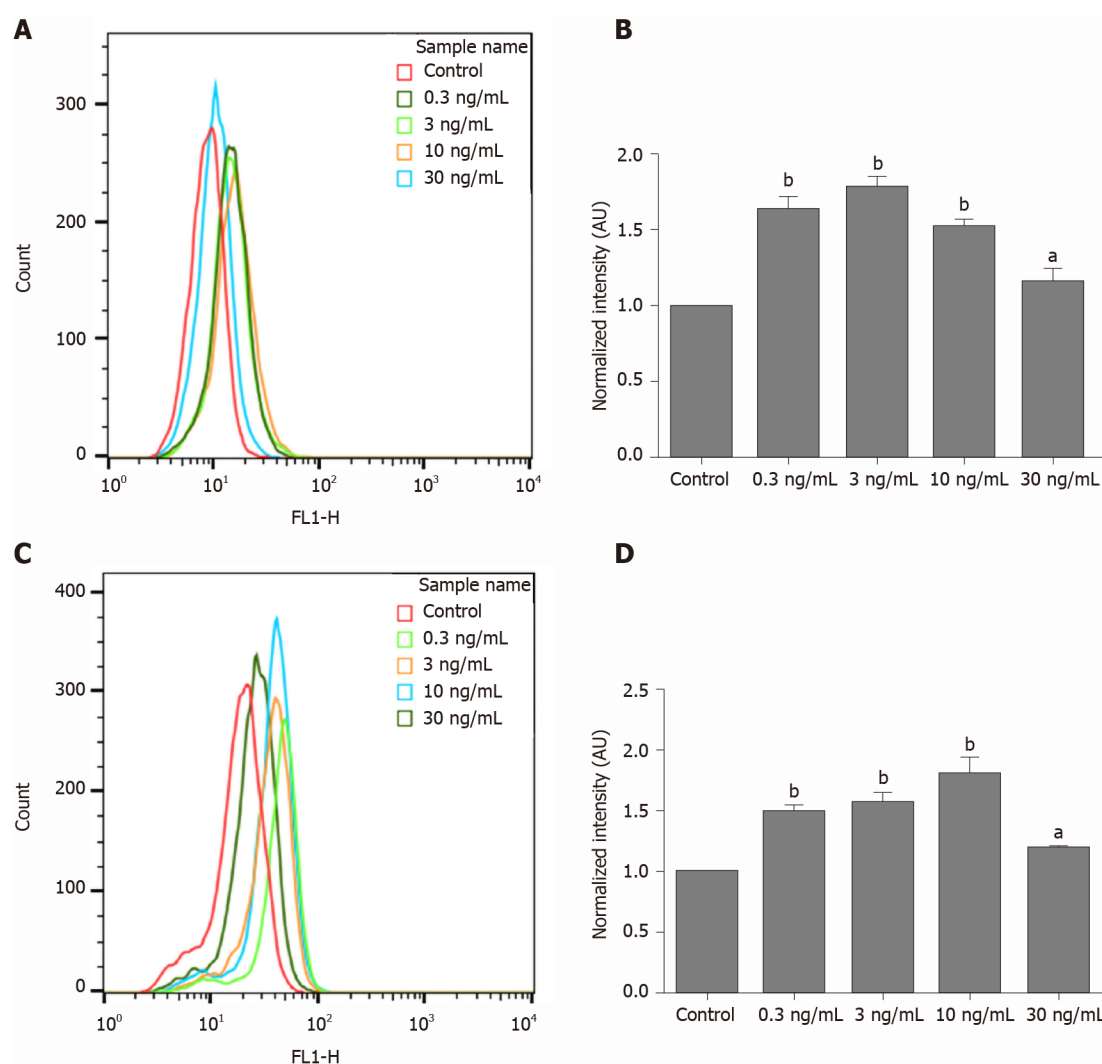 A
Sample name
Control
0.3 ng/mL
3 ng/mL
10 ng/mL
30 ng/mL
300
200
100
0
Count
10⁰ 10¹ 10² 10³ 10⁴
FL1-H
B
Normalized intensity (AU)
2.0
1.5
1.0
0.5
0.0
b
b
b
a
Control 0.3 ng/mL 3 ng/mL 10 ng/mL 30 ng/mL
C
Sample name
Control
0.3 ng/mL
3 ng/mL
10 ng/mL
30 ng/mL
400
300
200
100
0
Count
10⁰ 10¹ 10² 10³ 10⁴
FL1-H
D
Normalized intensity (AU)
2.5
2.0
1.5
1.0
0.5
0.0
b
b
b
a
Control 0.3 ng/mL 3 ng/mL 10 ng/mL 30 ng/mL